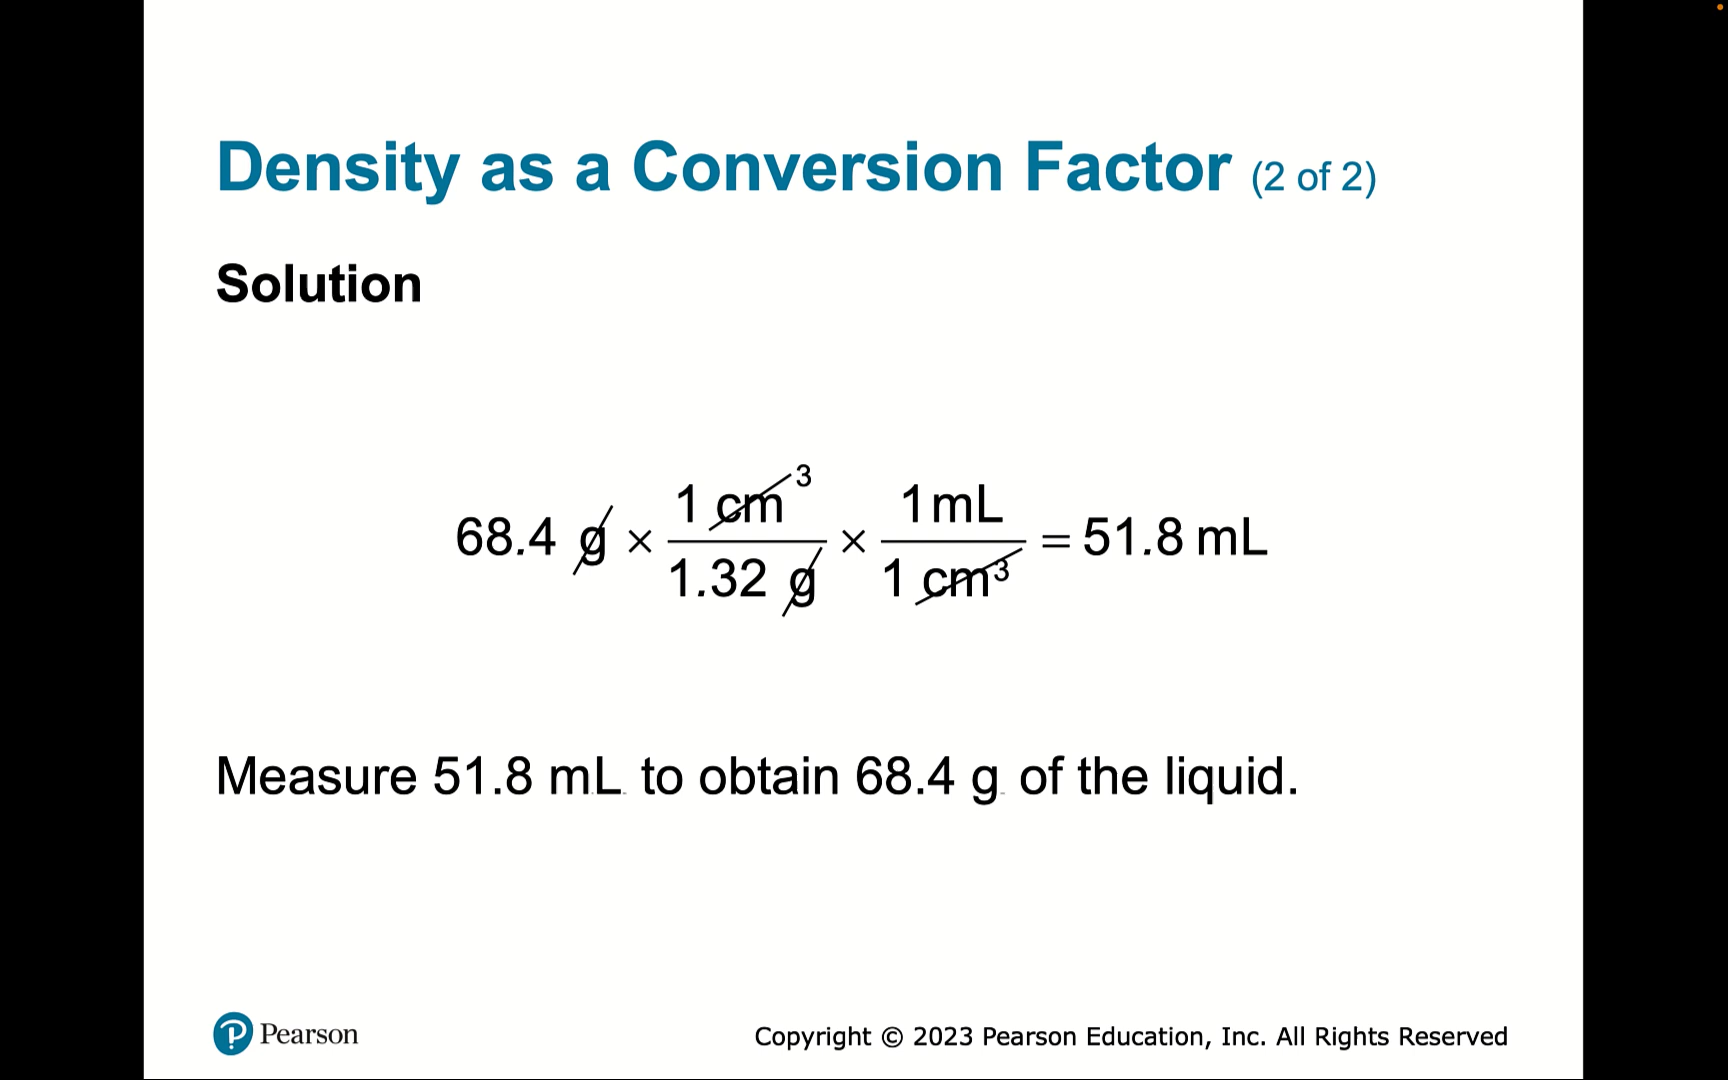 Density as a Conversion Factor (2 of 2)
Solution
68.4 g × 1 cm³ / 1.32 g × 1 mL / 1 cm³ = 51.8 mL
Measure 51.8 mL to obtain 68.4 g of the liquid.
Pearson
Copyright © 2023 Pearson Education, Inc. All Rights Reserved